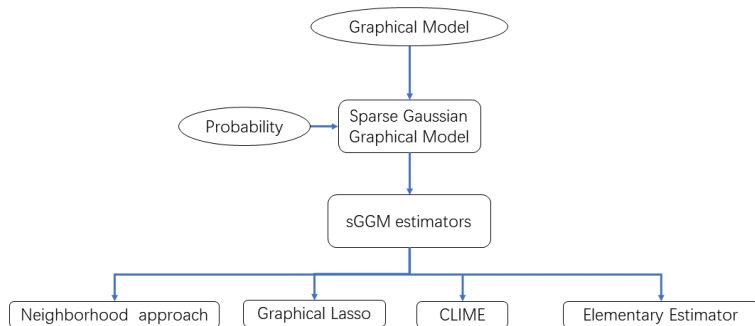 Graphical Model
Probability
Sparse Gaussian
Graphical Model
sGGM estimators
Neighborhood approach
Graphical Lasso
CLIME
Elementary Estimator